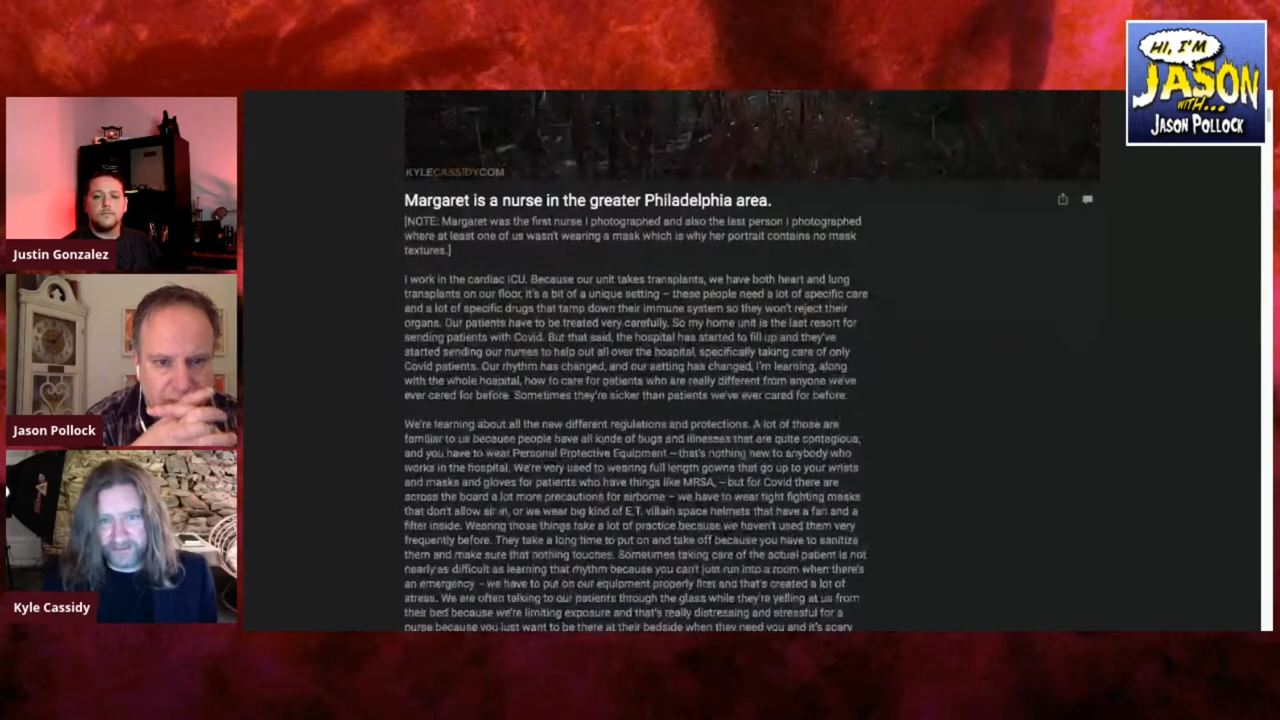 HI, I'M
JASON
WITH...
JASON POLLOCK
Justin Gonzalez
Jason Pollock
Kyle Cassidy
KYLECASSIDYCOM
Margaret is a nurse in the greater Philadelphia area.
[NOTE: Margaret was the first nurse I photographed and also the last person I photographed
where at least one of us wasn't wearing a mask which is why her portrait contains no mask
textures.]
I work in the cardiac ICU. Because our unit takes transplants, we have both heart and lung
transplants on our floor, it's a bit of a unique setting – these people need a lot of specific care
and a lot of specific drugs that tamp down their immune system so they won't reject their
organs. Our patients have to be treated very carefully. So my home unit is the last resort for
sending patients with Covid. But that said, the hospital has started to fill up and they've
started sending our nurses to help out all over the hospital, specifically taking care of only
Covid patients. Our rhythm has changed, and our setting has changed, I'm learning, along
with the whole hospital, how to care for patients who are really different from anyone we've
ever cared for before. Sometimes they're sicker than patients we've ever cared for before.
We're learning about all the new different regulations and protections. A lot of those are
familiar to us because people have all kinds of bugs and illnesses that are quite contagious,
and you have to wear Personal Protective Equipment – that's nothing new to anybody who
works in the hospital. We're very used to wearing full length gowns that go up to your wrists
and masks and gloves for patients who have things like MRSA, – but for Covid there are
across the board a lot more precautions for airborne – we have to wear tight fighting masks
that don't allow air in, or we wear big kind of E.T. villain space helmets that have a fan and a
filter inside. Wearing those things take a lot of practice because we haven't used them very
frequently before. They take a long time to put on and take off because you have to sanitize
them and make sure that nothing touches. Sometimes taking care of the actual patient is not
nearly as difficult as learning that rhythm because you can't just run into a room when there's
an emergency – we have to put on our equipment properly first and that's created a lot of
stress. We are often talking to our patients through the glass while they're yelling at us from
their bed because we're limiting exposure and that's really distressing and stressful for a
nurse because you just want to be there at their bedside when they need you and it's scary